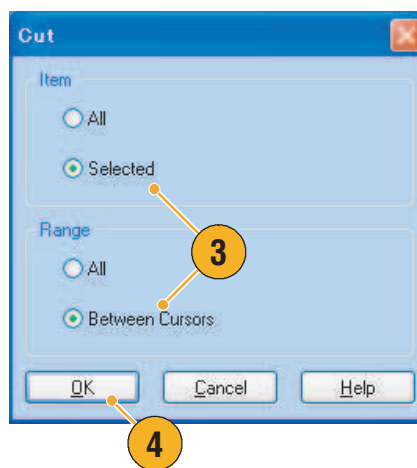 Cut
Item
All
Selected
3
Range
All
Between Cursors
OK Cancel Help
4